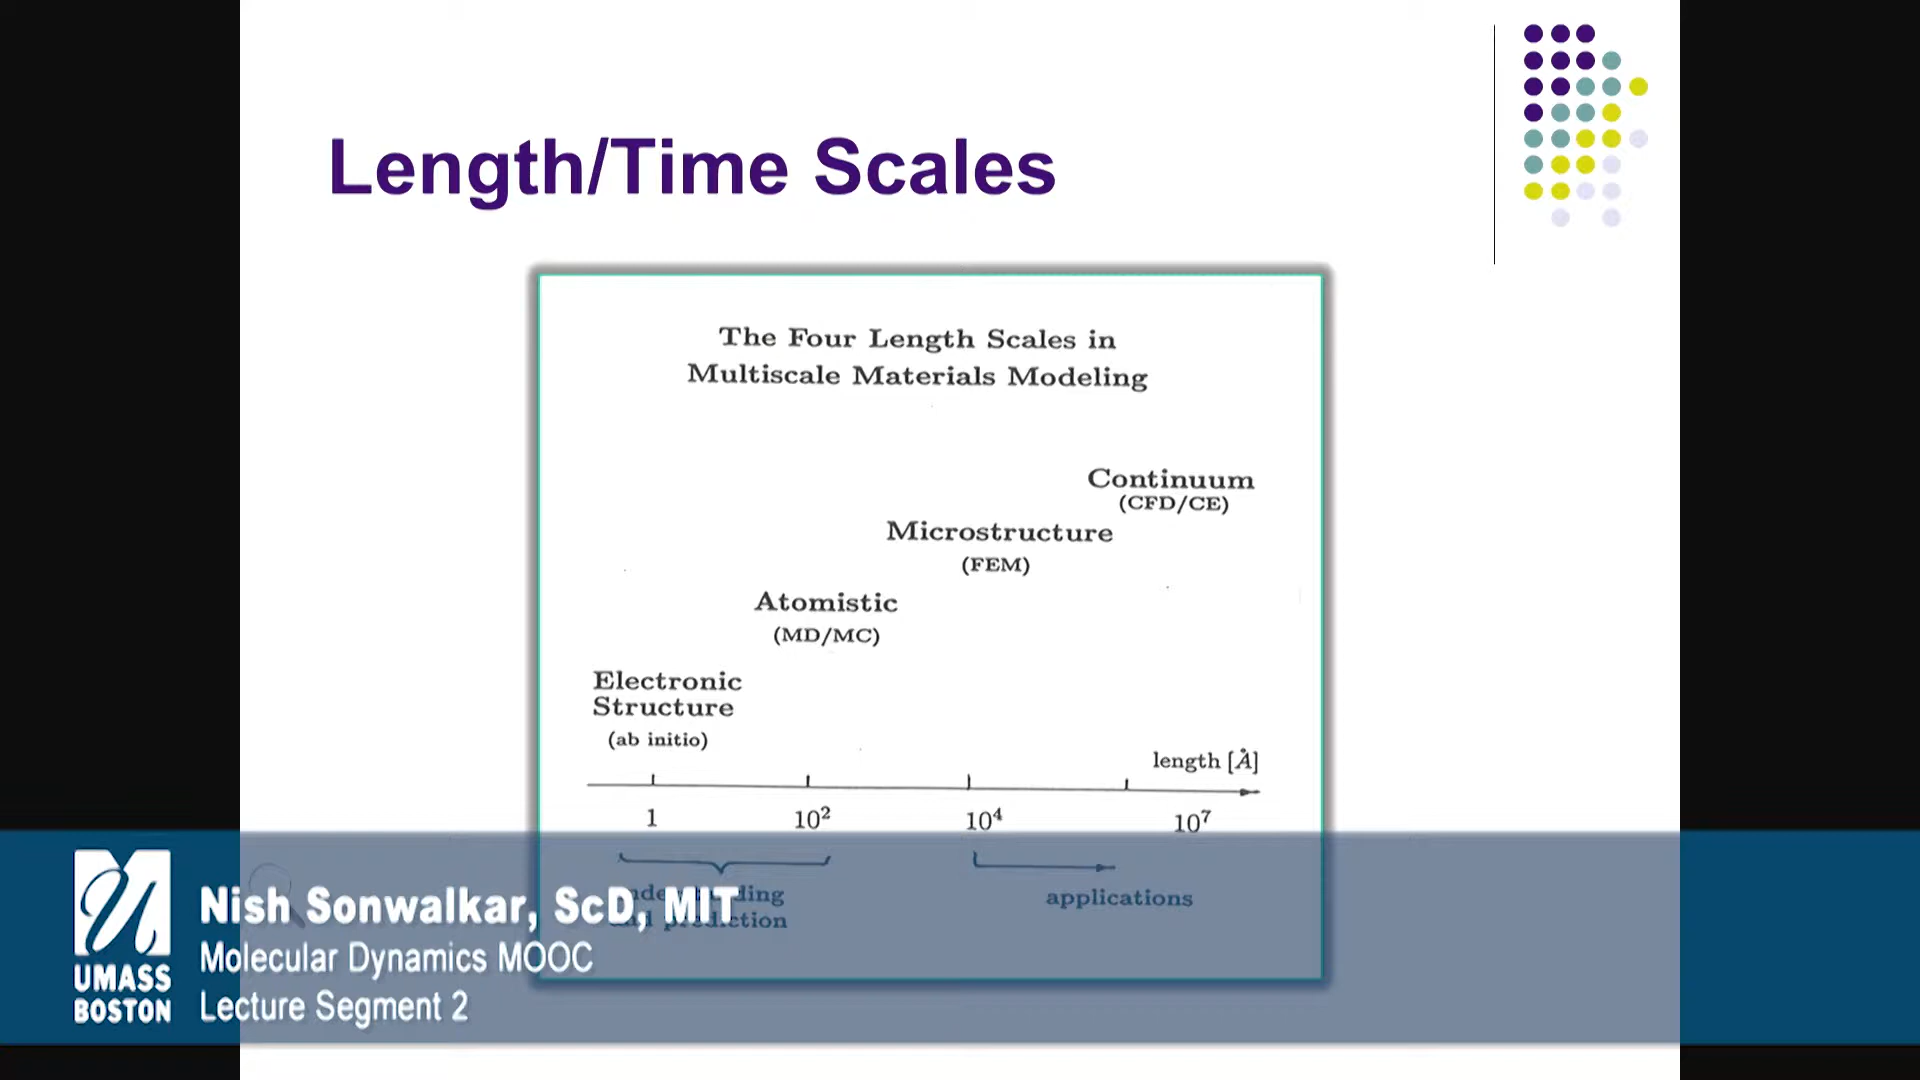 Length/Time Scales
The Four Length Scales in
Multiscale Materials Modeling
Continuum
(CFD/CE)
Microstructure
(FEM)
Atomistic
(MD/MC)
Electronic
Structure
(ab initio)
length [Å]
1 10² 10⁴ 10⁷
applications
Nish Sonwalkar, ScD, MIT
Molecular Dynamics MOOC
Lecture Segment 2
UMASS
BOSTON